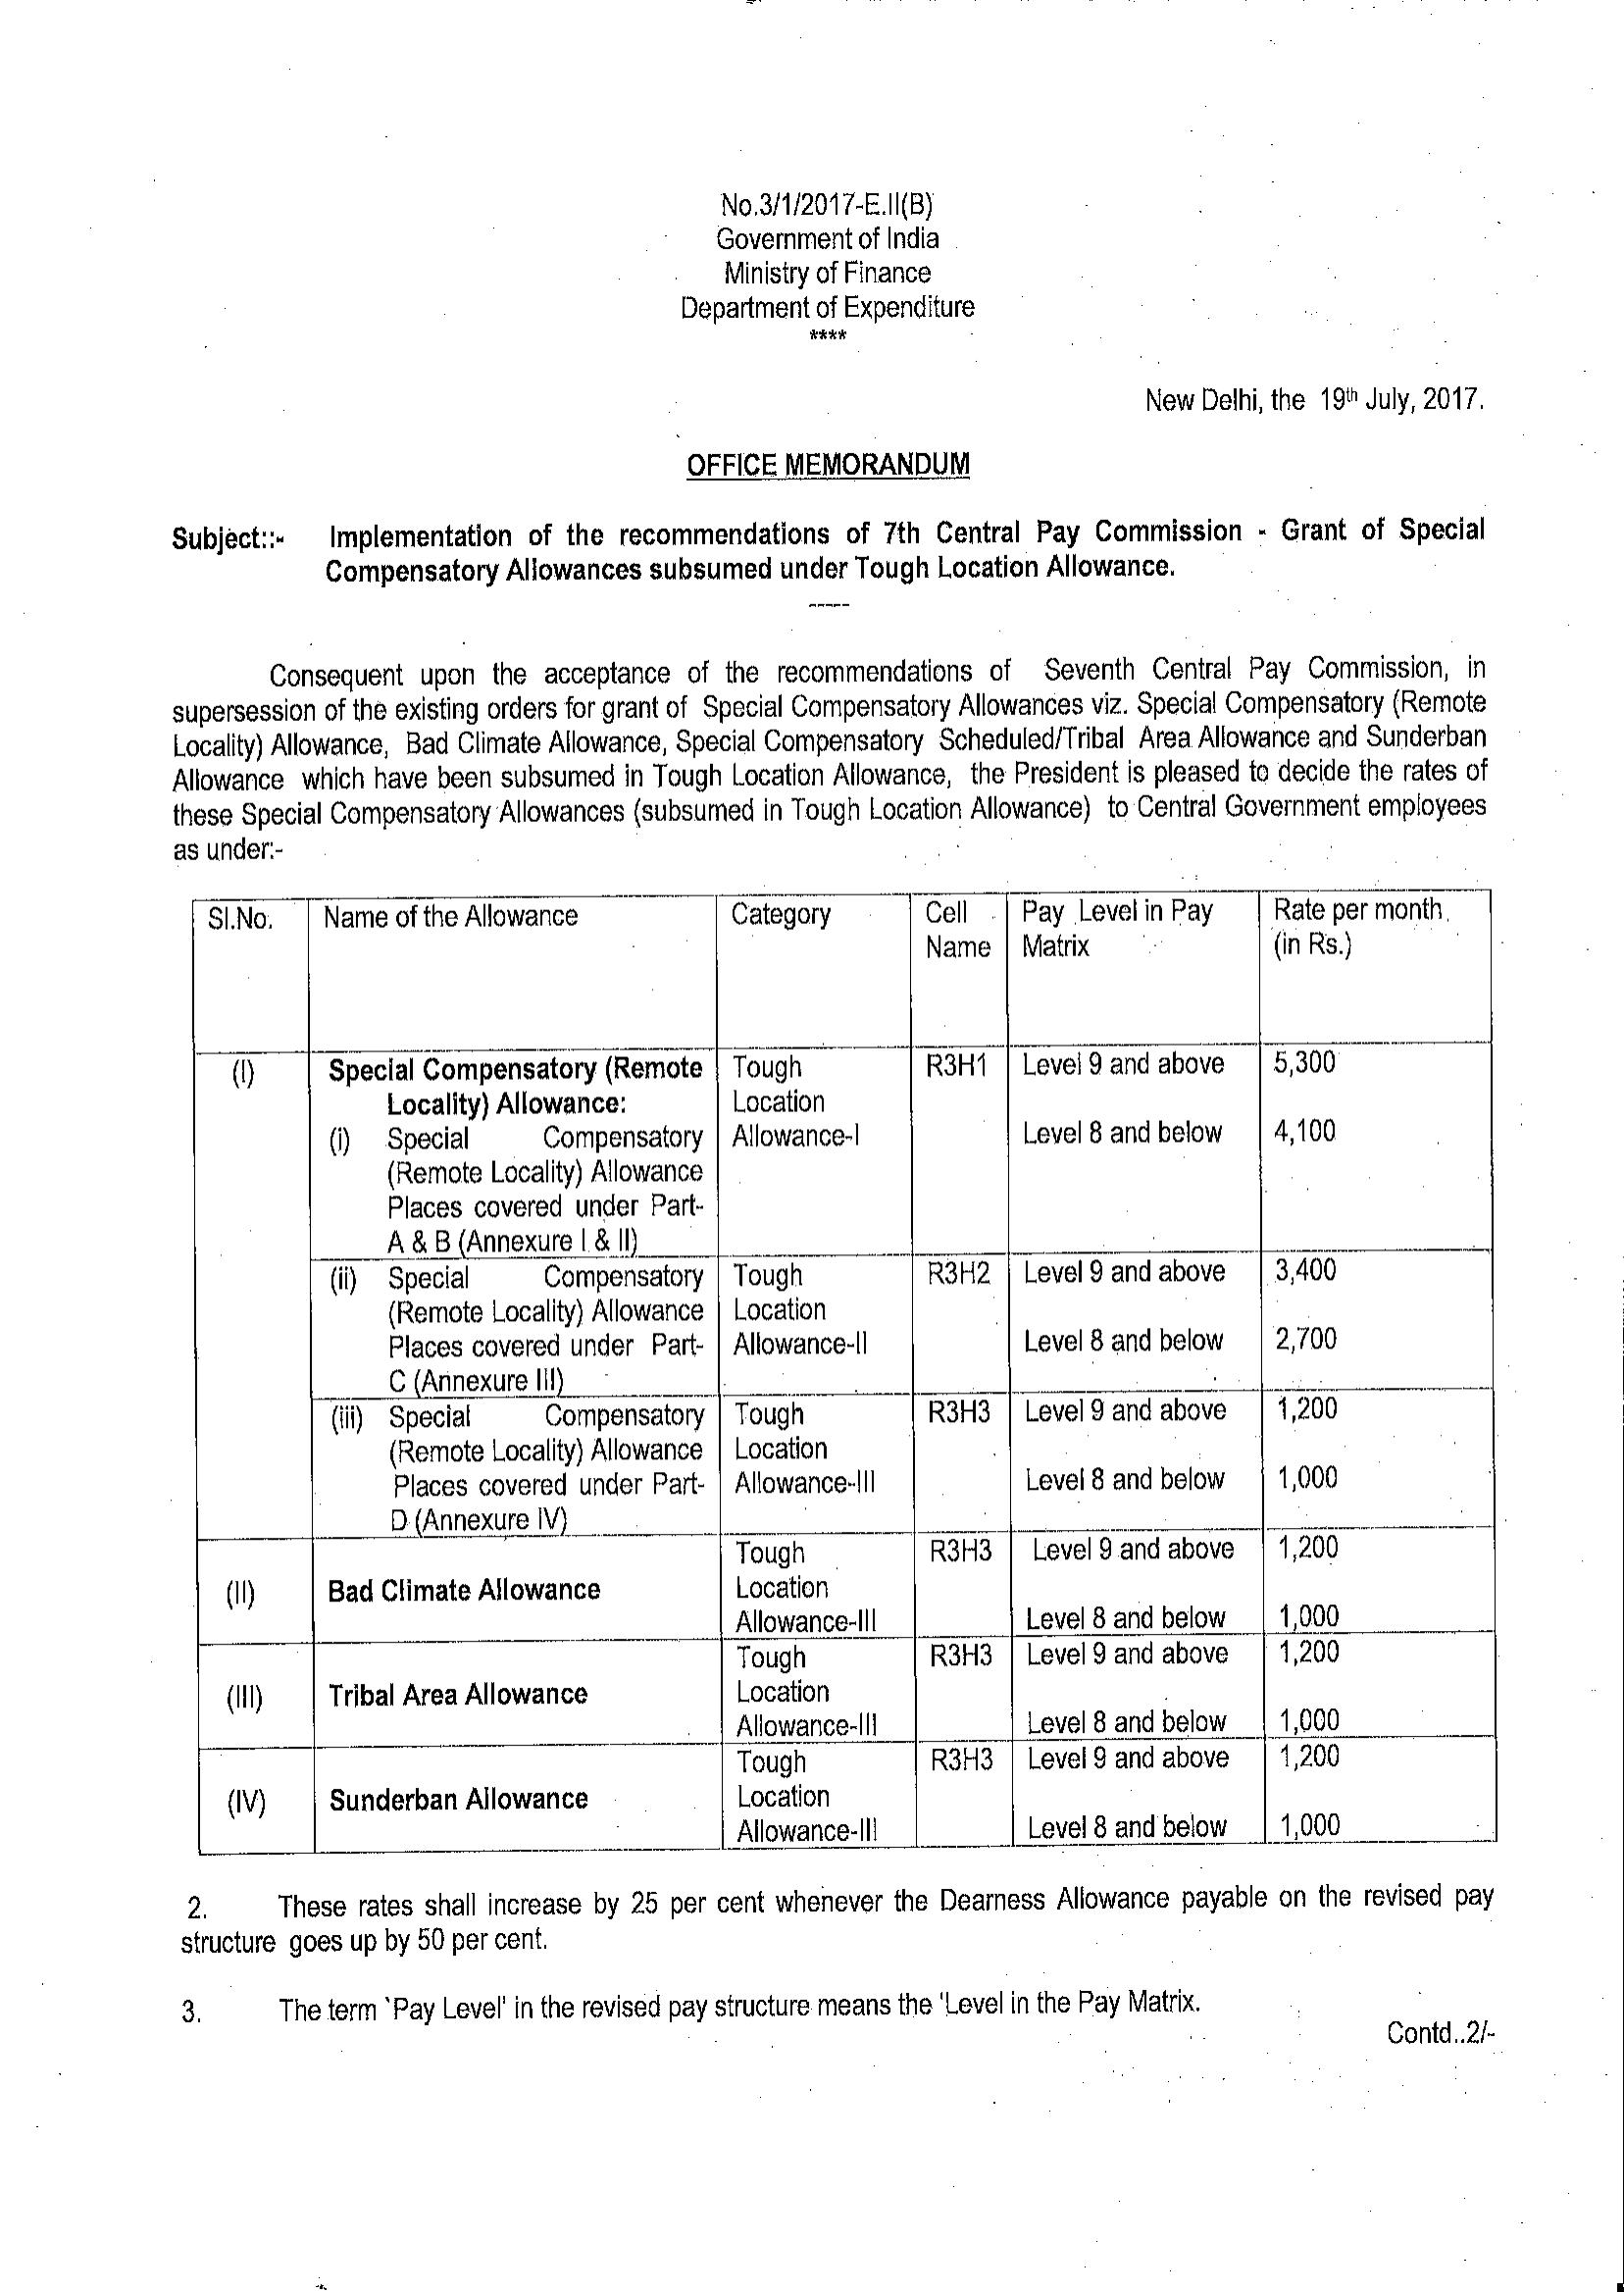 No.3/1/2017-E.II(B)
Government of India
Ministry of Finance
Department of Expenditure
****
New Delhi, the 19th July, 2017.
OFFICE MEMORANDUM
Subject::- Implementation of the recommendations of 7th Central Pay Commission - Grant of Special
Compensatory Allowances subsumed under Tough Location Allowance.
-----
Consequent upon the acceptance of the recommendations of Seventh Central Pay Commission, in
supersession of the existing orders for grant of Special Compensatory Allowances viz. Special Compensatory (Remote
Locality) Allowance, Bad Climate Allowance, Special Compensatory Scheduled/Tribal Area Allowance and Sunderban
Allowance which have been subsumed in Tough Location Allowance, the President is pleased to decide the rates of
these Special Compensatory Allowances (subsumed in Tough Location Allowance) to Central Government employees
as under:-
Sl.No. Name of the Allowance Category Cell Pay Level in Pay Rate per month
Name Matrix (in Rs.)
(I) Special Compensatory (Remote Tough R3H1 Level 9 and above 5,300
Locality) Allowance: Location
(i) Special Compensatory Allowance-I Level 8 and below 4,100
(Remote Locality) Allowance
Places covered under Part-
A & B (Annexure I & II)
(ii) Special Compensatory Tough R3H2 Level 9 and above 3,400
(Remote Locality) Allowance Location
Places covered under Part- Allowance-II Level 8 and below 2,700
C (Annexure III)
(iii) Special Compensatory Tough R3H3 Level 9 and above 1,200
(Remote Locality) Allowance Location
Places covered under Part- Allowance-III Level 8 and below 1,000
D (Annexure IV)
Tough R3H3 Level 9 and above 1,200
(II) Bad Climate Allowance Location
Allowance-III Level 8 and below 1,000
Tough R3H3 Level 9 and above 1,200
(III) Tribal Area Allowance Location
Allowance-III Level 8 and below 1,000
Tough R3H3 Level 9 and above 1,200
(IV) Sunderban Allowance Location
Allowance-III Level 8 and below 1,000
2. These rates shall increase by 25 per cent whenever the Dearness Allowance payable on the revised pay
structure goes up by 50 per cent.
3. The term `Pay Level' in the revised pay structure means the 'Level in the Pay Matrix.
Contd..2/-